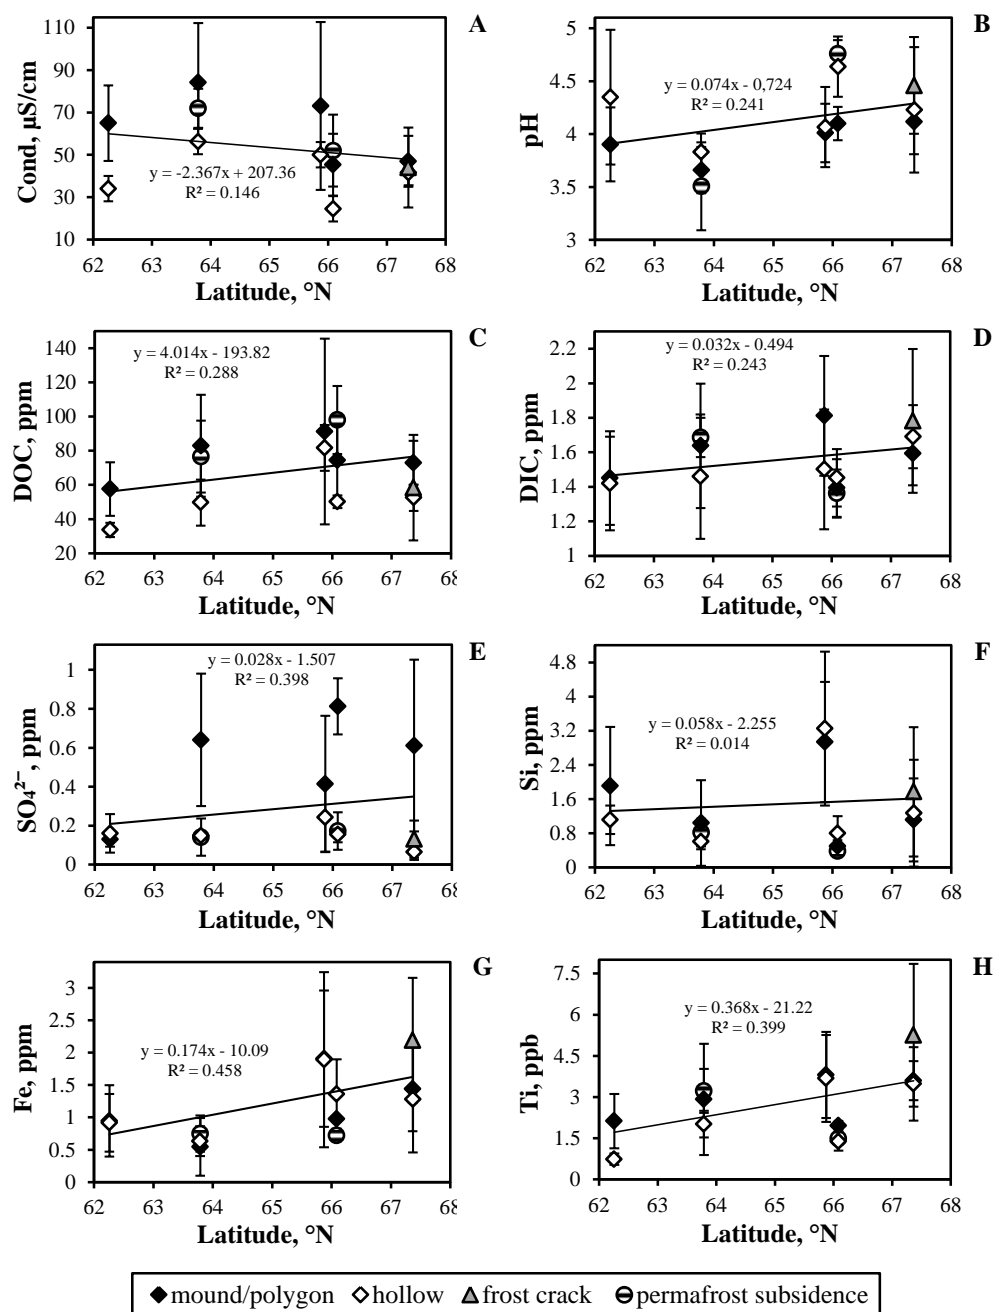 A
Cond, µS/cm
110
90
70
50
30
10
y = -2.367x + 207.36
R² = 0.146
62 63 64 65 66 67 68
Latitude, °N
B
pH
5
4.5
4
3.5
3
y = 0.074x - 0,724
R² = 0.241
62 63 64 65 66 67 68
Latitude, °N
C
DOC, ppm
140
120
100
80
60
40
20
y = 4.014x - 193.82
R² = 0.288
62 63 64 65 66 67 68
Latitude, °N
D
DIC, ppm
2.2
2
1.8
1.6
1.4
1.2
1
y = 0.032x - 0.494
R² = 0.243
62 63 64 65 66 67 68
Latitude, °N
E
SO₄²⁻, ppm
1
0.8
0.6
0.4
0.2
0
y = 0.028x - 1.507
R² = 0.398
62 63 64 65 66 67 68
Latitude, °N
F
Si, ppm
4.8
4
3.2
2.4
1.6
0.8
0
y = 0.058x - 2.255
R² = 0.014
62 63 64 65 66 67 68
Latitude, °N
G
Fe, ppm
3
2.5
2
1.5
1
0.5
0
y = 0.174x - 10.09
R² = 0.458
62 63 64 65 66 67 68
Latitude, °N
H
Ti, ppb
7.5
6
4.5
3
1.5
0
y = 0.368x - 21.22
R² = 0.399
62 63 64 65 66 67 68
Latitude, °N
mound/polygon hollow frost crack permafrost subsidence